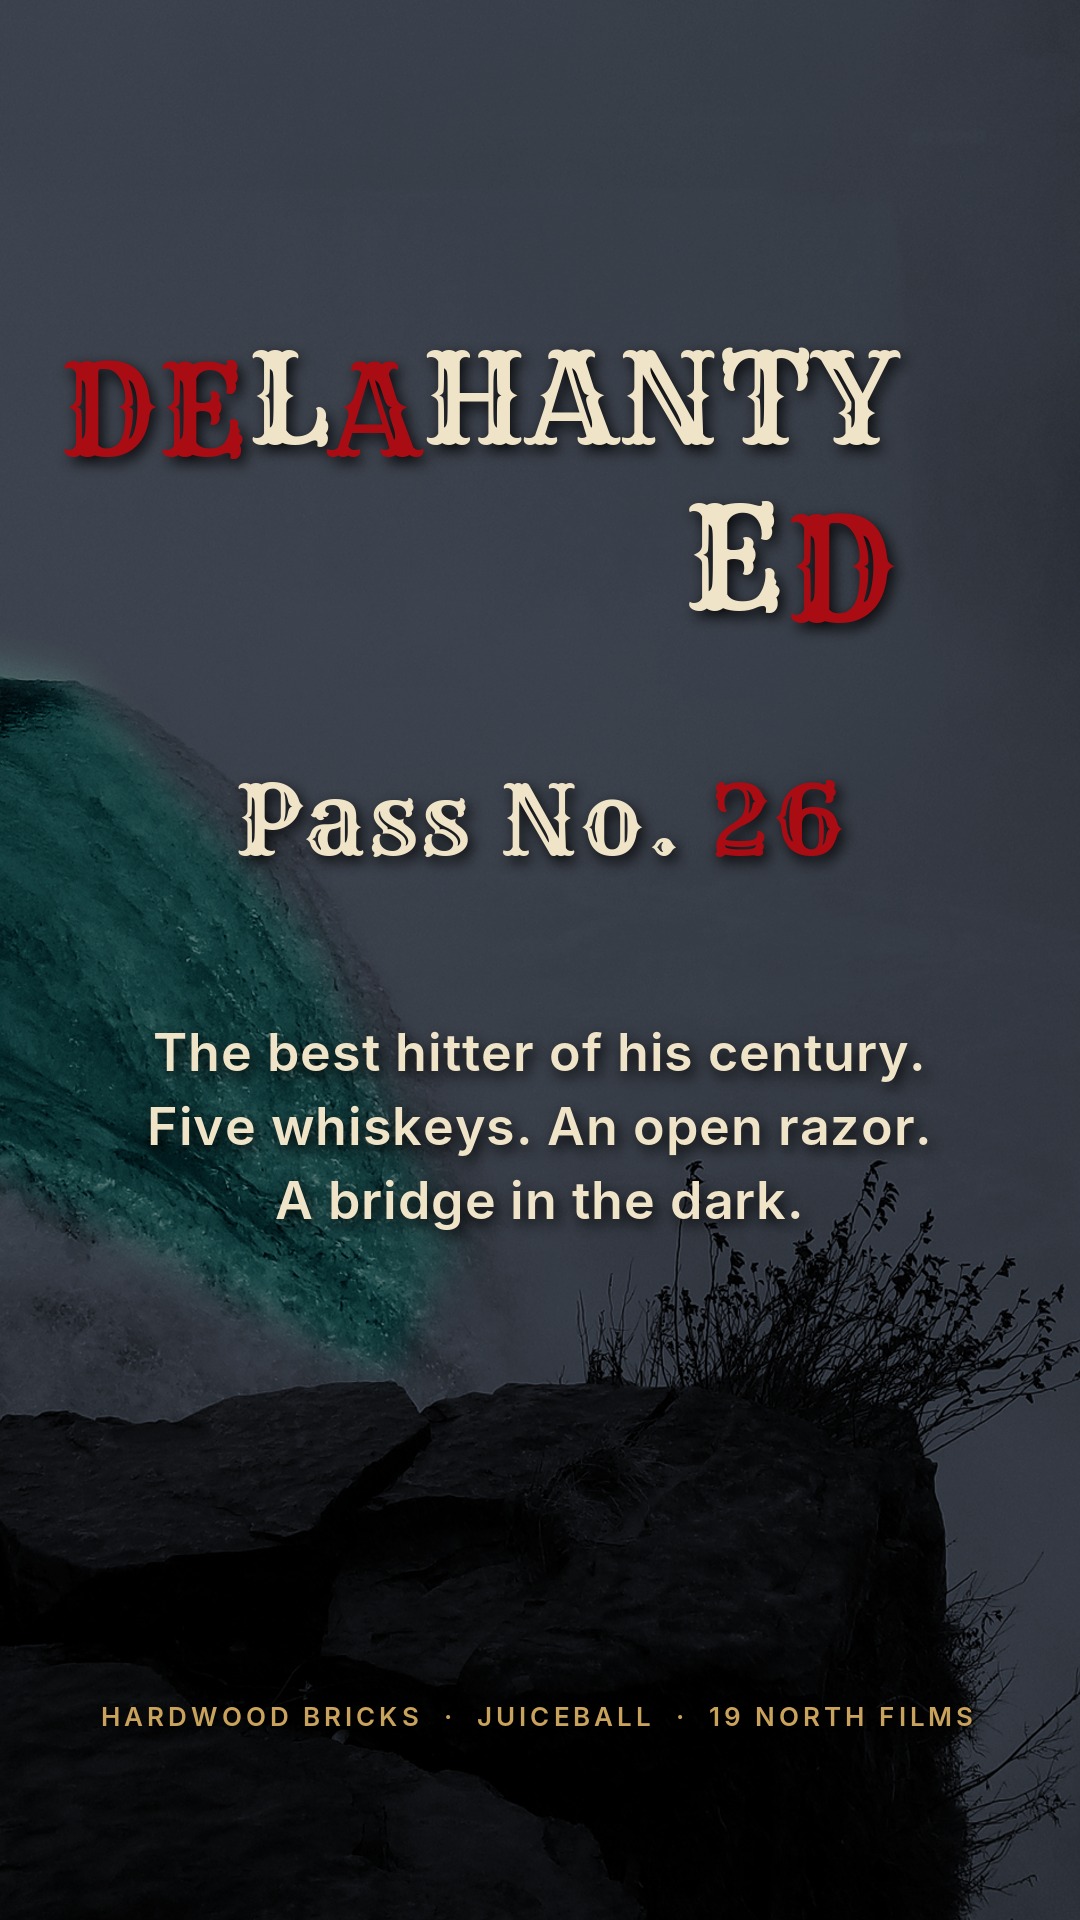 DELAHANTY
ED
Pass No. 26
The best hitter of his century.
Five whiskeys. An open razor.
A bridge in the dark.
HARDWOOD BRICKS · JUICEBALL · 19 NORTH FILMS